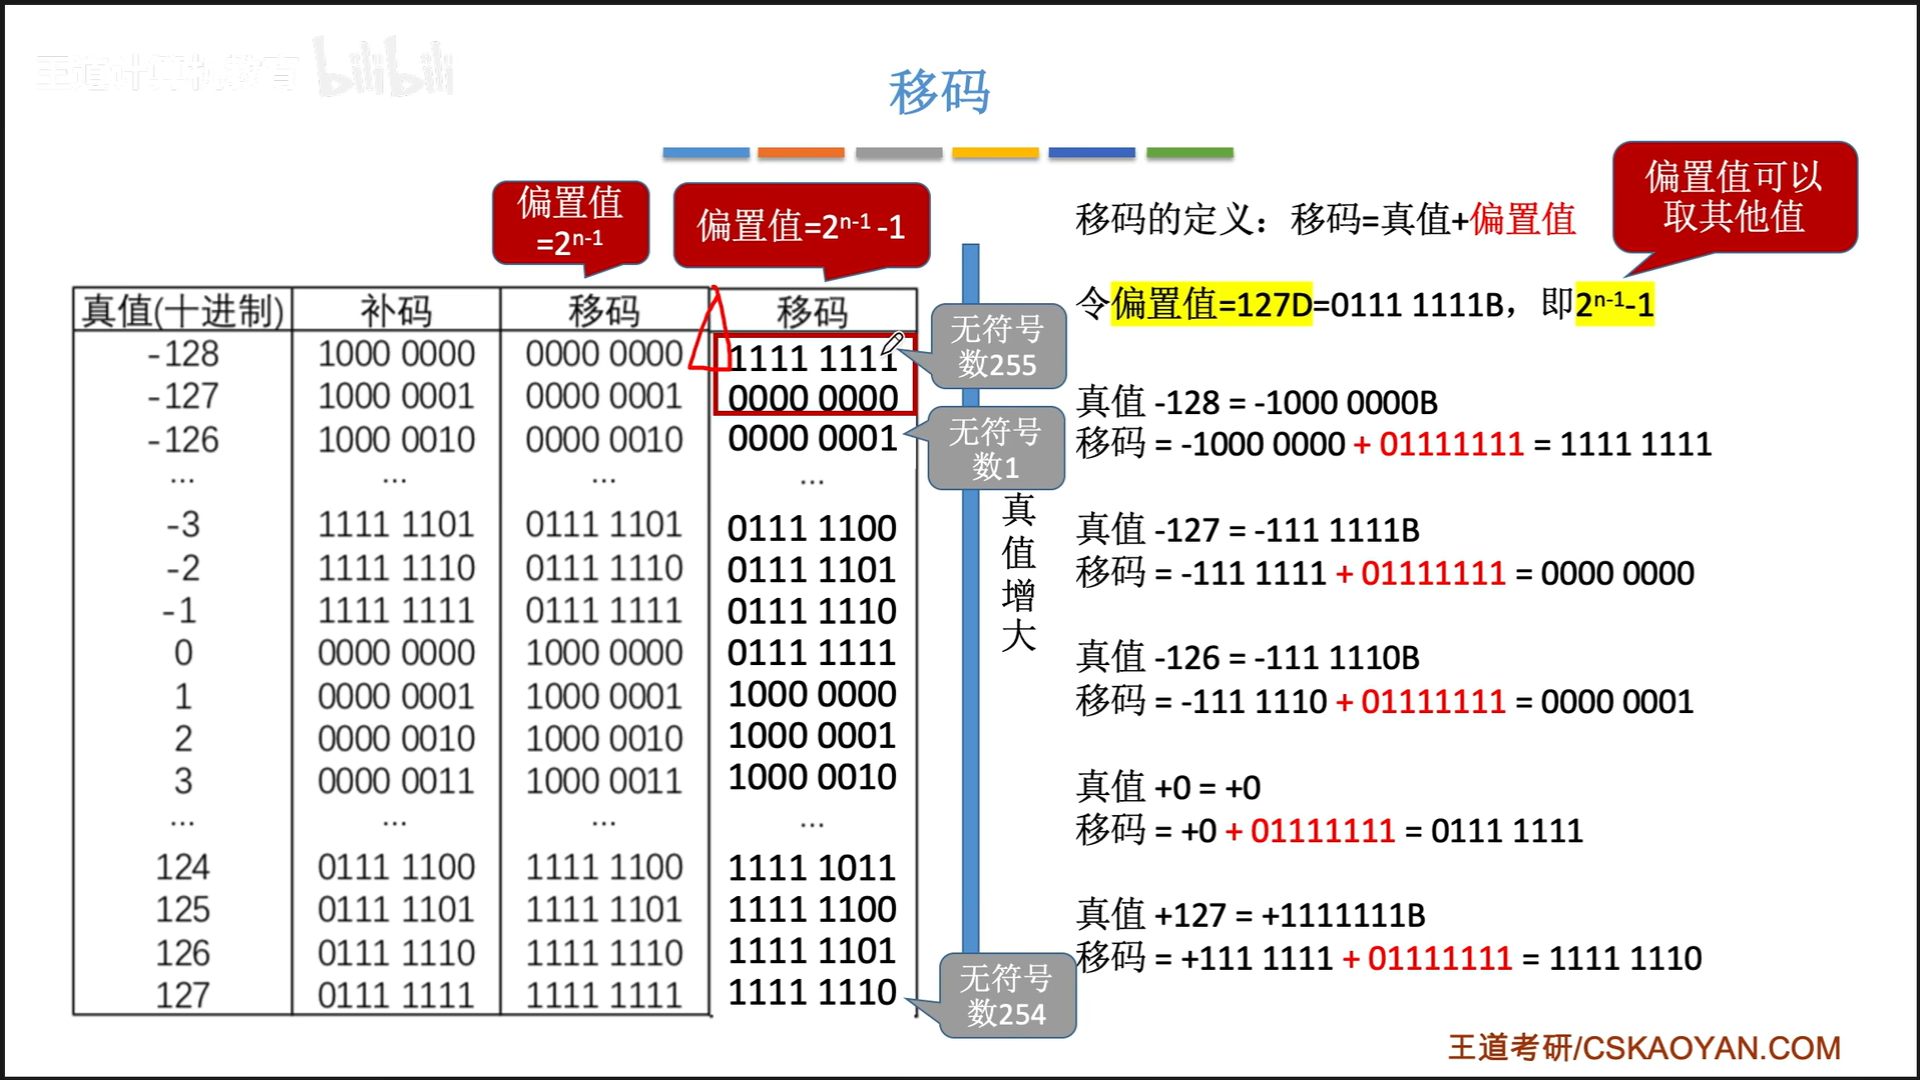 王道计算机教育 bilibili
移码
偏置值
=2ⁿ⁻¹
偏置值=2ⁿ⁻¹ -1
偏置值可以
取其他值
移码的定义：移码=真值+偏置值
令偏置值=127D=0111 1111B，即2ⁿ⁻¹-1
真值(十进制) 补码 移码 移码
-128 1000 0000 0000 0000 1111 1111
-127 1000 0001 0000 0001 0000 0000
-126 1000 0010 0000 0010 0000 0001
... ... ... ...
-3 1111 1101 0111 1101 0111 1100
-2 1111 1110 0111 1110 0111 1101
-1 1111 1111 0111 1111 0111 1110
0 0000 0000 1000 0000 0111 1111
1 0000 0001 1000 0001 1000 0000
2 0000 0010 1000 0010 1000 0001
3 0000 0011 1000 0011 1000 0010
... ... ... ...
124 0111 1100 1111 1100 1111 1011
125 0111 1101 1111 1101 1111 1100
126 0111 1110 1111 1110 1111 1101
127 0111 1111 1111 1111 1111 1110
无符号
数255
无符号
数1
真
值
增
大
无符号
数254
真值 -128 = -1000 0000B
移码 = -1000 0000 + 01111111 = 1111 1111
真值 -127 = -111 1111B
移码 = -111 1111 + 01111111 = 0000 0000
真值 -126 = -111 1110B
移码 = -111 1110 + 01111111 = 0000 0001
真值 +0 = +0
移码 = +0 + 01111111 = 0111 1111
真值 +127 = +1111111B
移码 = +111 1111 + 01111111 = 1111 1110
王道考研/CSKAOYAN.COM